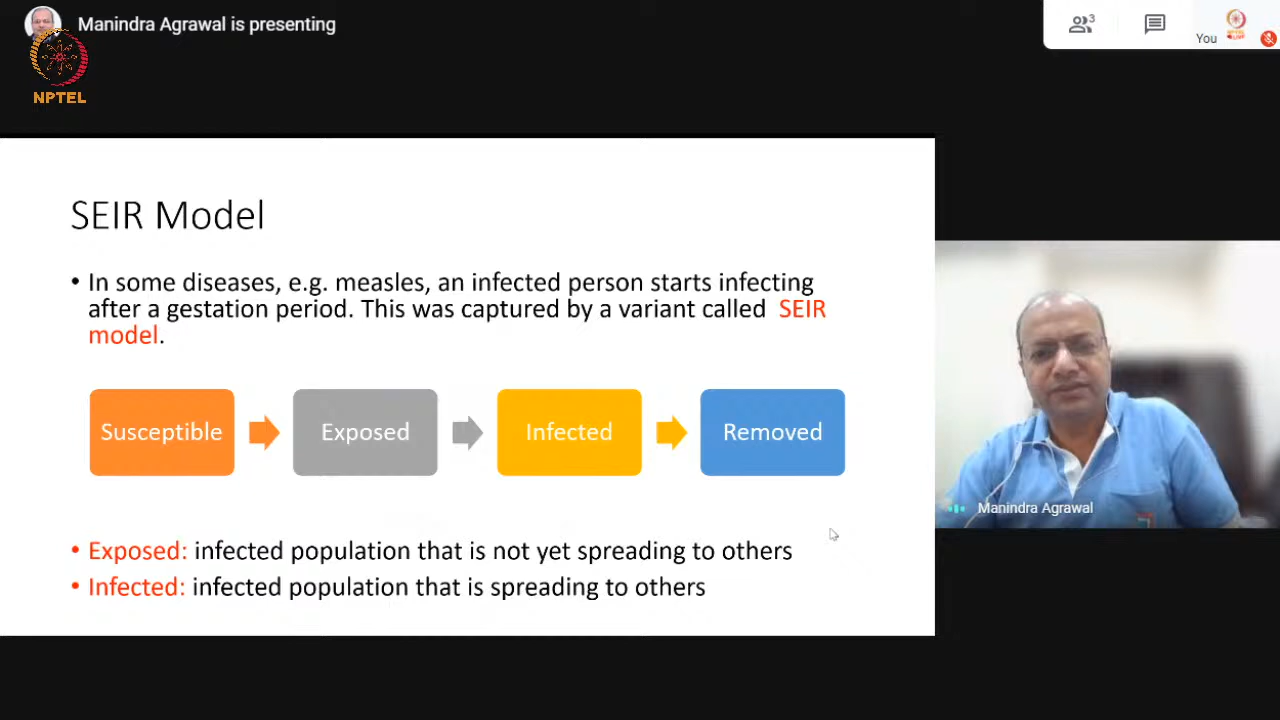 Manindra Agrawal is presenting
3
You
NPTEL
SEIR Model
• In some diseases, e.g. measles, an infected person starts infecting
after a gestation period. This was captured by a variant called SEIR
model.
Susceptible
Exposed
Infected
Removed
Manindra Agrawal
• Exposed: infected population that is not yet spreading to others
• Infected: infected population that is spreading to others